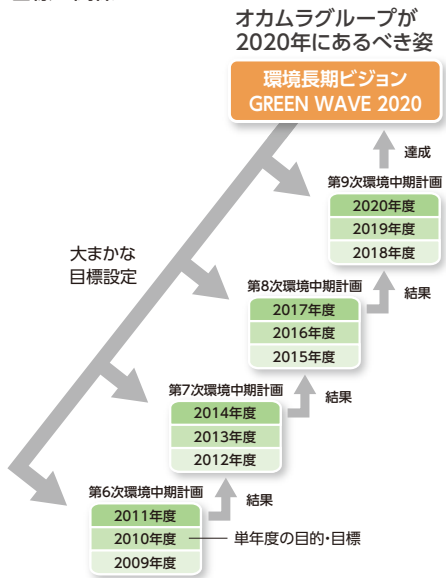 オカムラグループが
2020年にあるべき姿
環境長期ビジョン
GREEN WAVE 2020
達成
第9次環境中期計画
2020年度
2019年度
2018年度
大まかな
目標設定
結果
第8次環境中期計画
2017年度
2016年度
2015年度
結果
第7次環境中期計画
2014年度
2013年度
2012年度
結果
第6次環境中期計画
2011年度
2010年度
単年度の目的・目標
2009年度